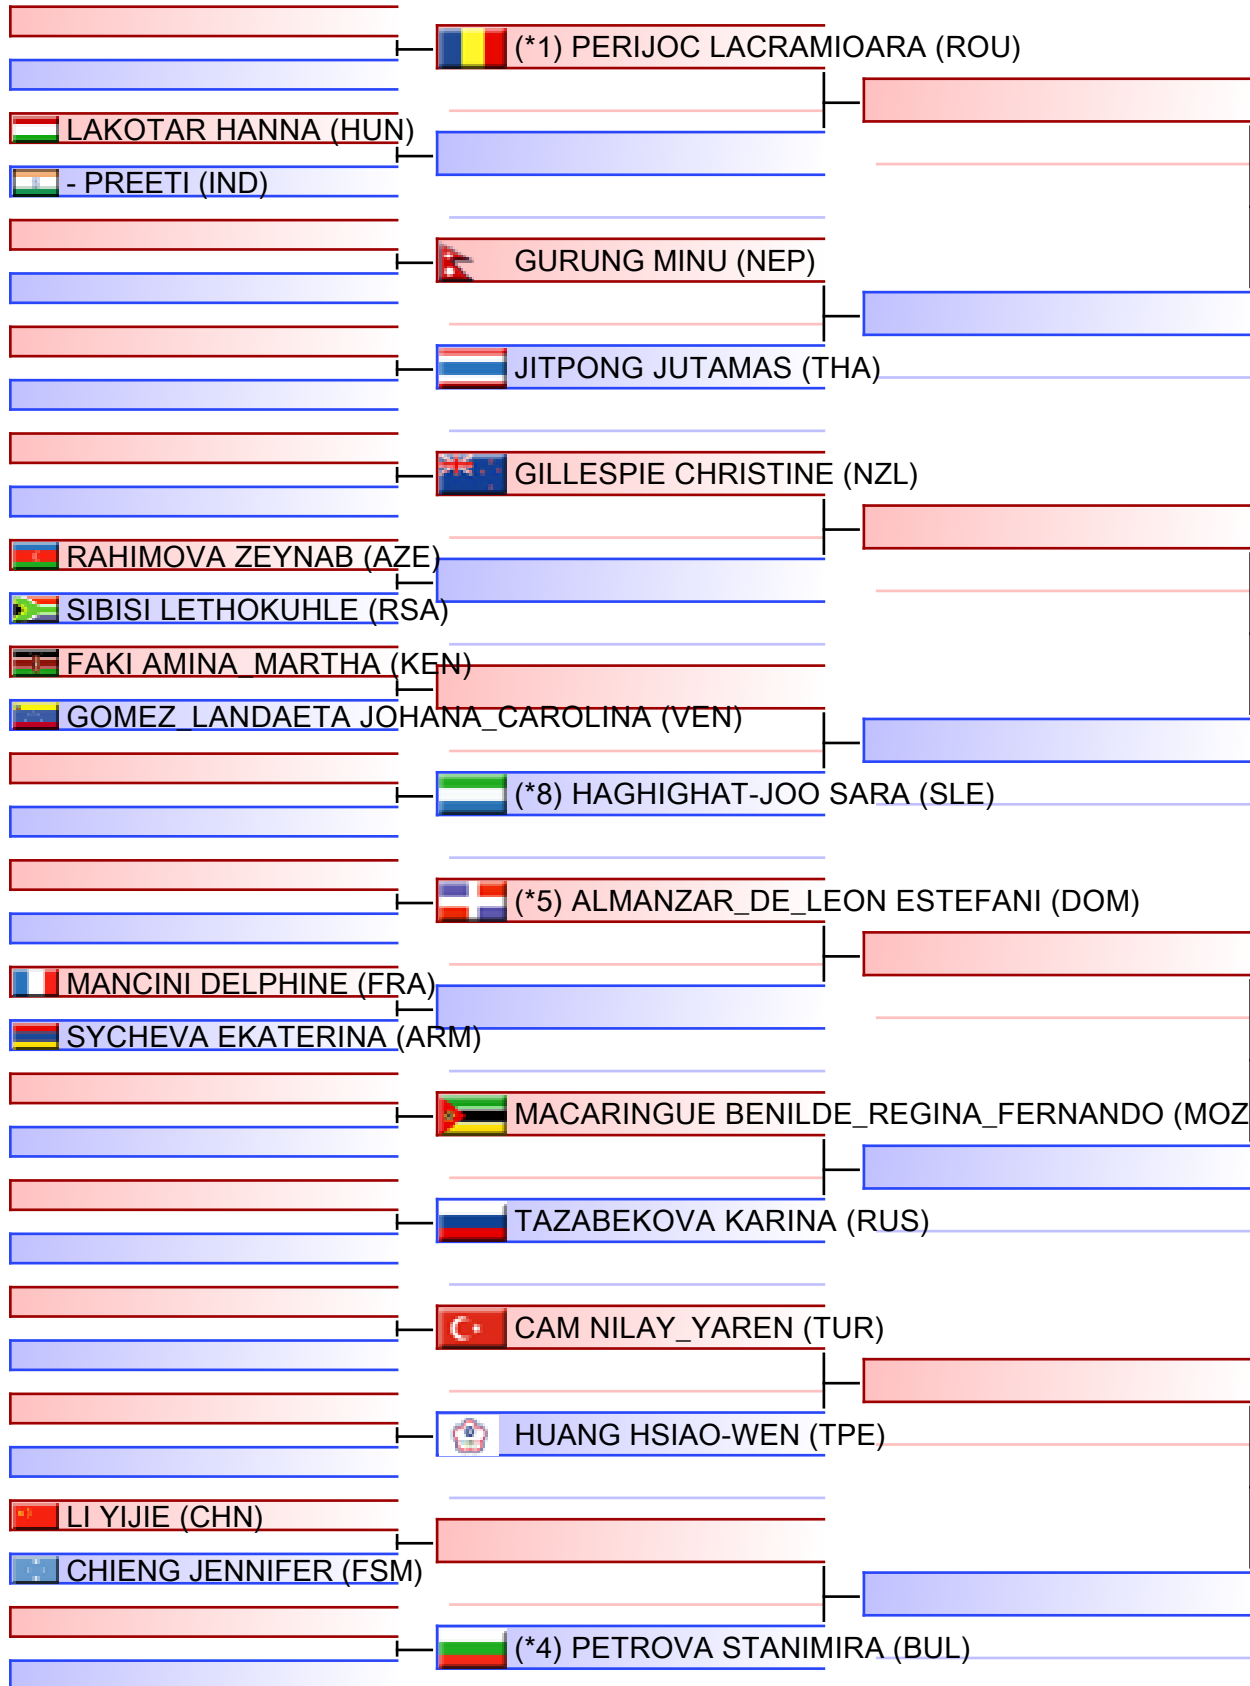 (*1) PERIJOC LACRAMIOARA (ROU)
LAKOTAR HANNA (HUN)
- PREETI (IND)
GURUNG MINU (NEP)
JITPONG JUTAMAS (THA)
GILLESPIE CHRISTINE (NZL)
RAHIMOVA ZEYNAB (AZE)
SIBISI LETHOKUHLE (RSA)
FAKI AMINA_MARTHA (KEN)
GOMEZ_LANDAETA JOHANA_CAROLINA (VEN)
(*8) HAGHIGHAT-JOO SARA (SLE)
(*5) ALMANZAR_DE_LEON ESTEFANI (DOM)
MANCINI DELPHINE (FRA)
SYCHEVA EKATERINA (ARM)
MACARINGUE BENILDE_REGINA_FERNANDO (MOZ
TAZABEKOVA KARINA (RUS)
CAM NILAY_YAREN (TUR)
HUANG HSIAO-WEN (TPE)
LI YIJIE (CHN)
CHIENG JENNIFER (FSM)
(*4) PETROVA STANIMIRA (BUL)